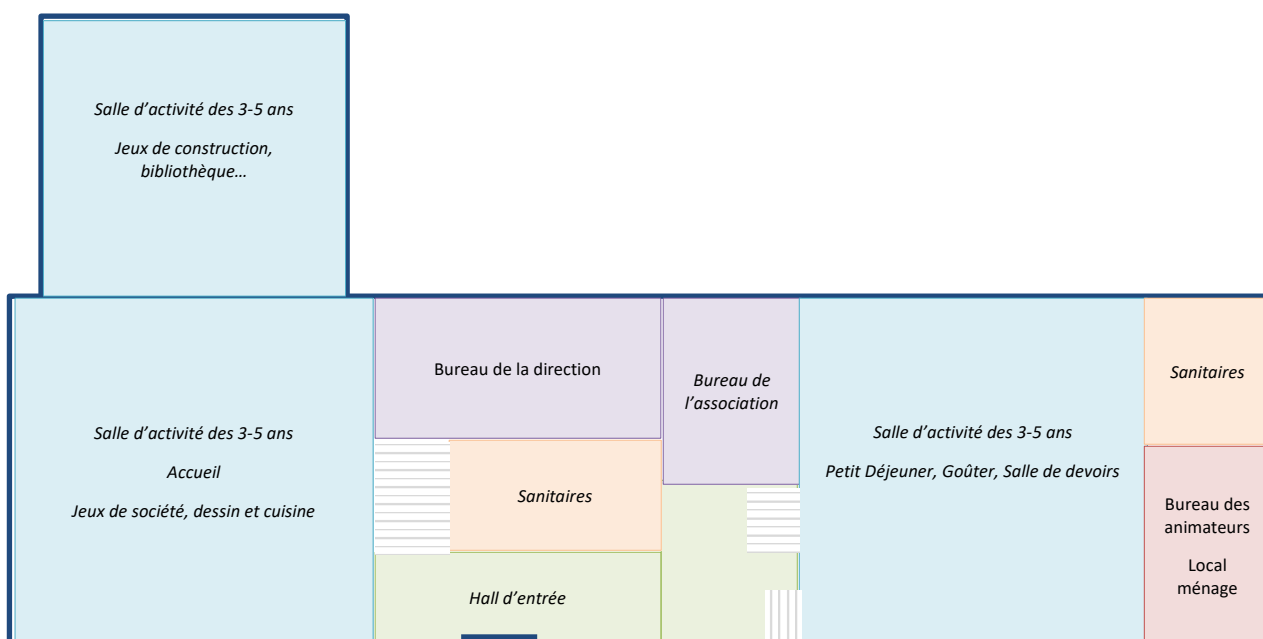 Salle d’activité des 3-5 ans
Jeux de construction,
bibliothèque…
Salle d’activité des 3-5 ans
Accueil
Jeux de société, dessin et cuisine
Bureau de la direction
Sanitaires
Hall d’entrée
Bureau de
l’association
Salle d’activité des 3-5 ans
Petit Déjeuner, Goûter, Salle de devoirs
Sanitaires
Bureau des
animateurs
Local
ménage